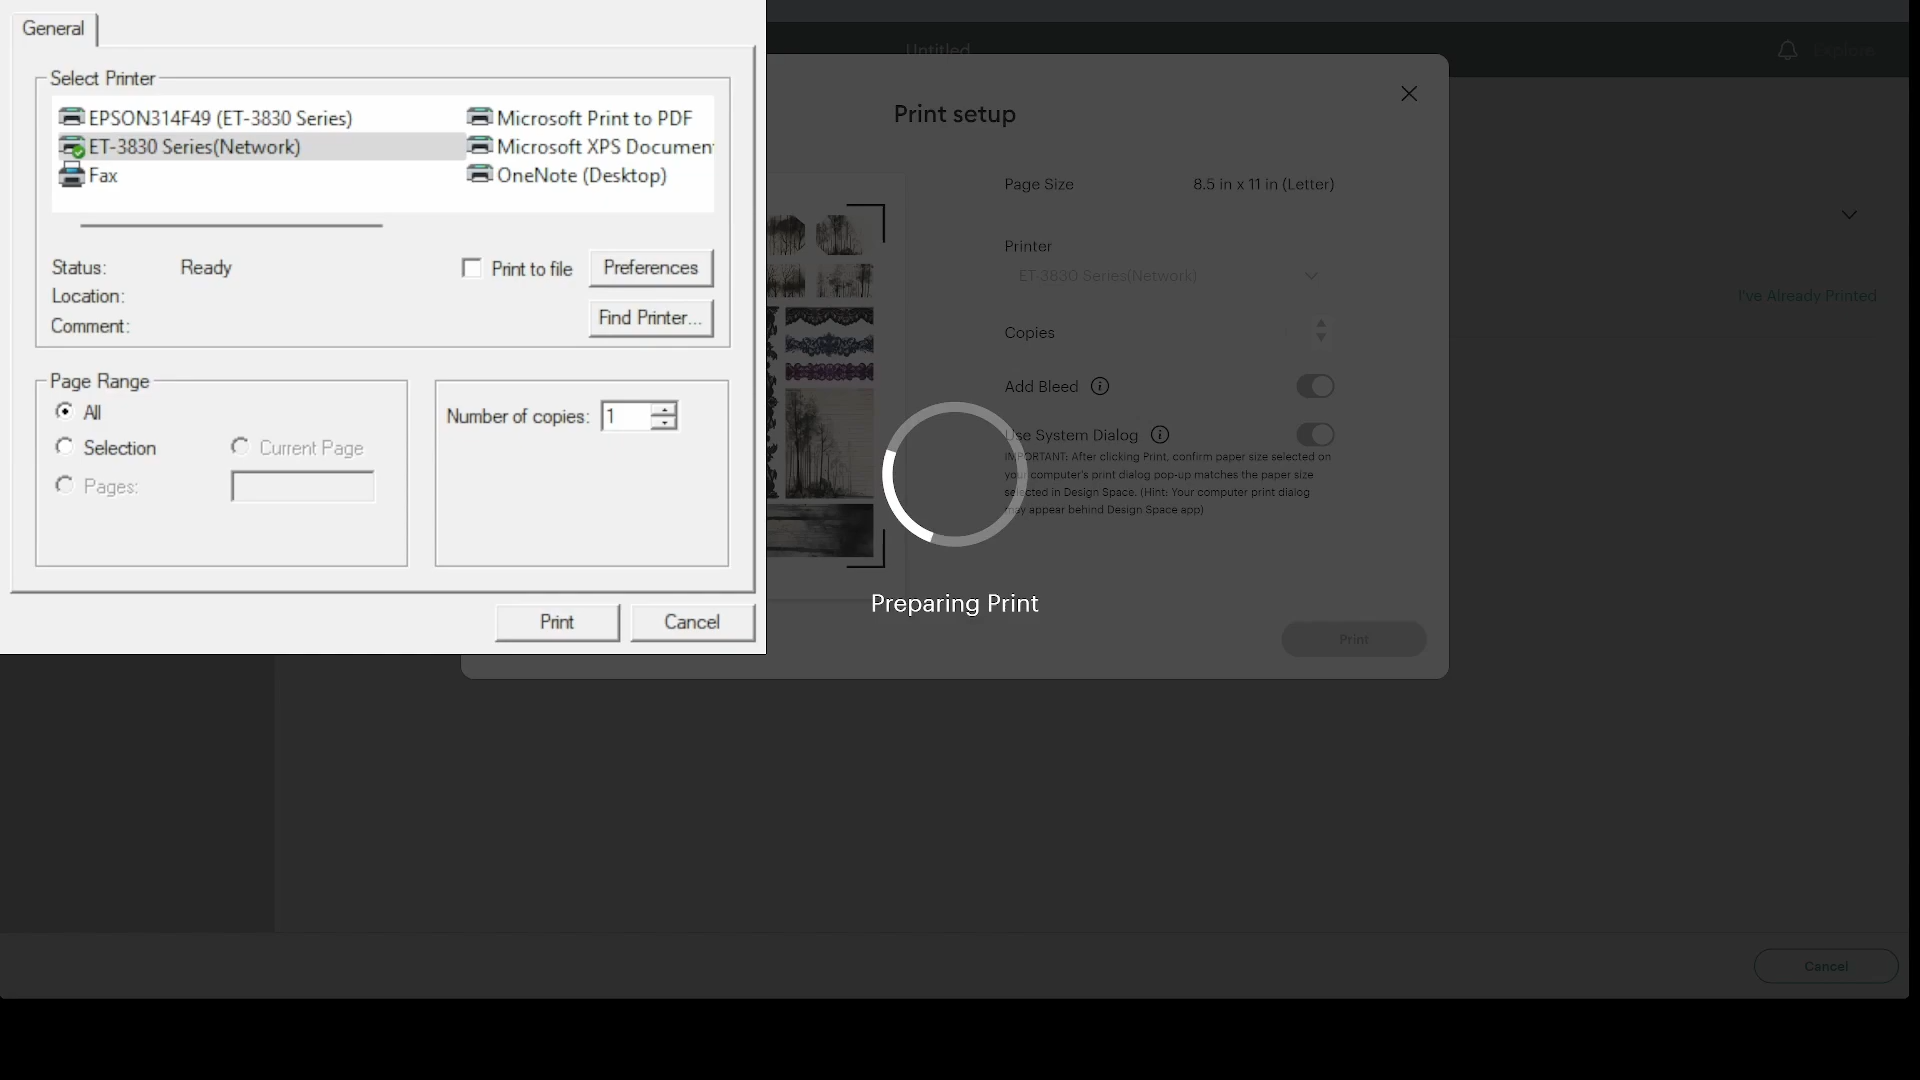 General
Select Printer
EPSON314F49 (ET-3830 Series)
Microsoft Print to PDF
ET-3830 Series(Network)
Microsoft XPS Documen
Fax
OneNote (Desktop)
Status:
Ready
Print to file
Preferences
Location:
Comment:
Find Printer...
Page Range
All
Selection
Current Page
Pages:
Number of copies:
1
Print
Cancel
Untitled
Explore
Print setup
Page Size
8.5 in x 11 in (Letter)
Printer
ET-3830 Series(Network)
I've Already Printed
Copies
Add Bleed
Use System Dialog
IMPORTANT: After clicking Print, confirm paper size selected on
your computer's print dialog pop-up matches the paper size
selected in Design Space. (Hint: Your computer print dialog
may appear behind Design Space app)
Preparing Print
Print
Cancel